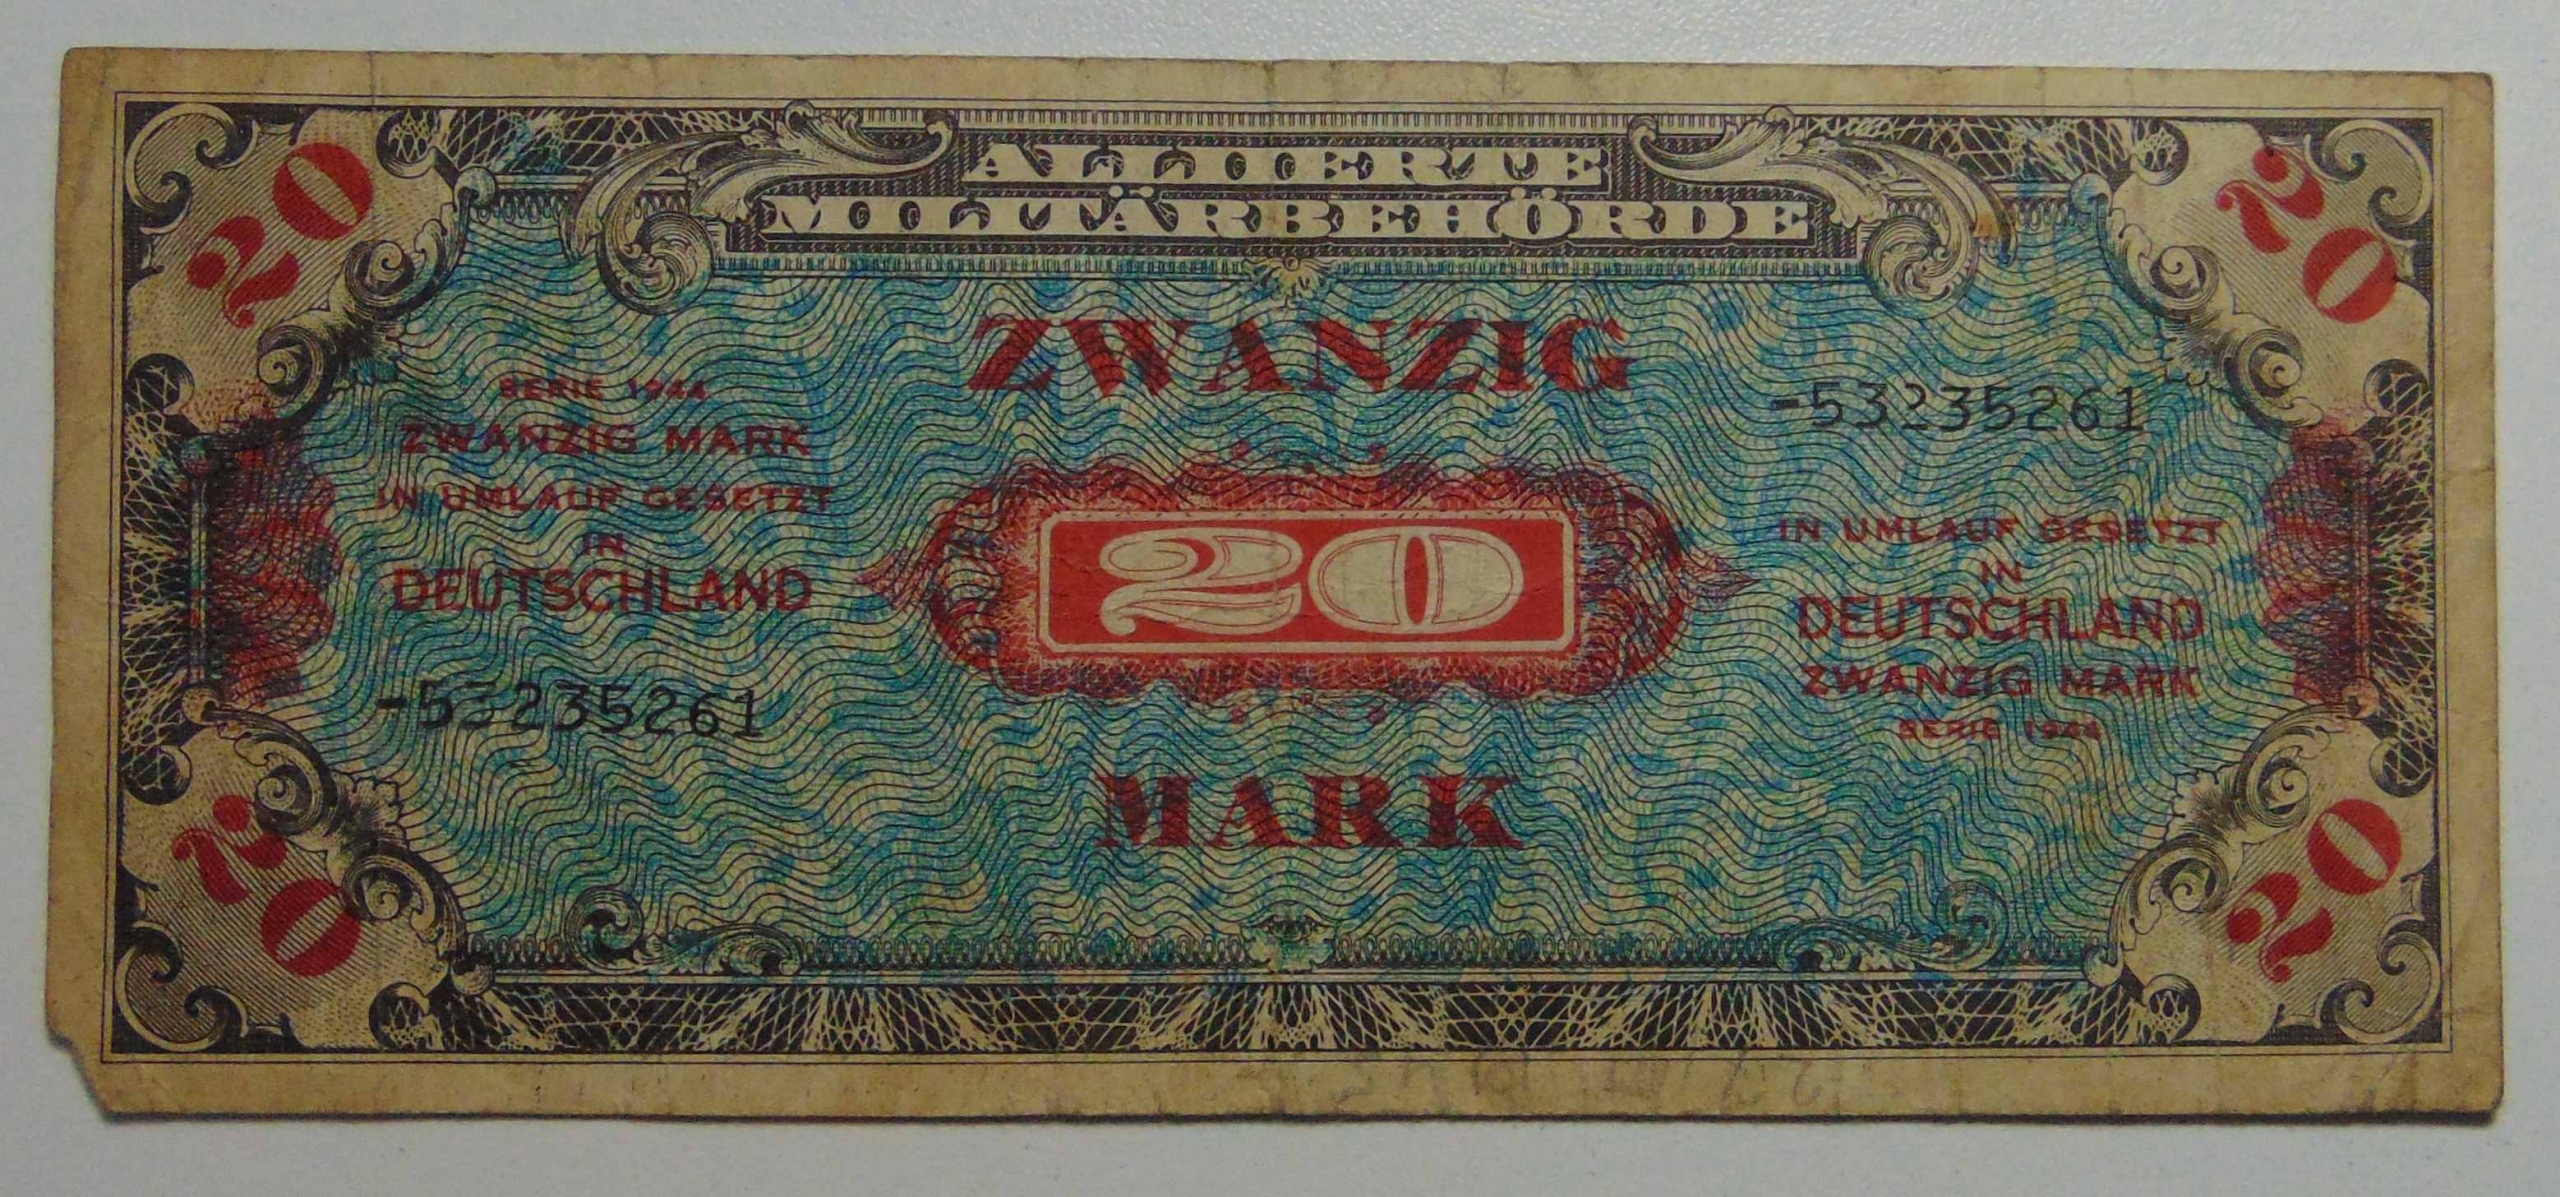 20
20
ALLIIERTE
MILITÄRBEHÖRDE
ZWANZIG
SERIE 1944
ZWANZIG MARK
IN UMLAUF GESETZT
IN
DEUTSCHLAND
-53235261
20
-53235261
IN UMLAUF GESETZT
IN
DEUTSCHLAND
ZWANZIG MARK
SERIE 1944
MARK
20
20